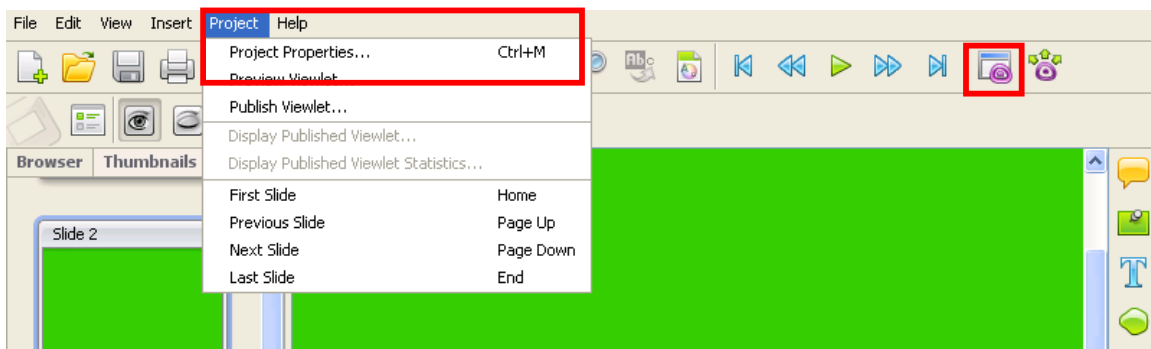 File Edit View Insert Project Help
Project Properties... Ctrl+M
Preview Viewlet
Publish Viewlet...
Display Published Viewlet...
Display Published Viewlet Statistics...
Browser Thumbnails
First Slide Home
Previous Slide Page Up
Next Slide Page Down
Last Slide End
Slide 2
Abc
T